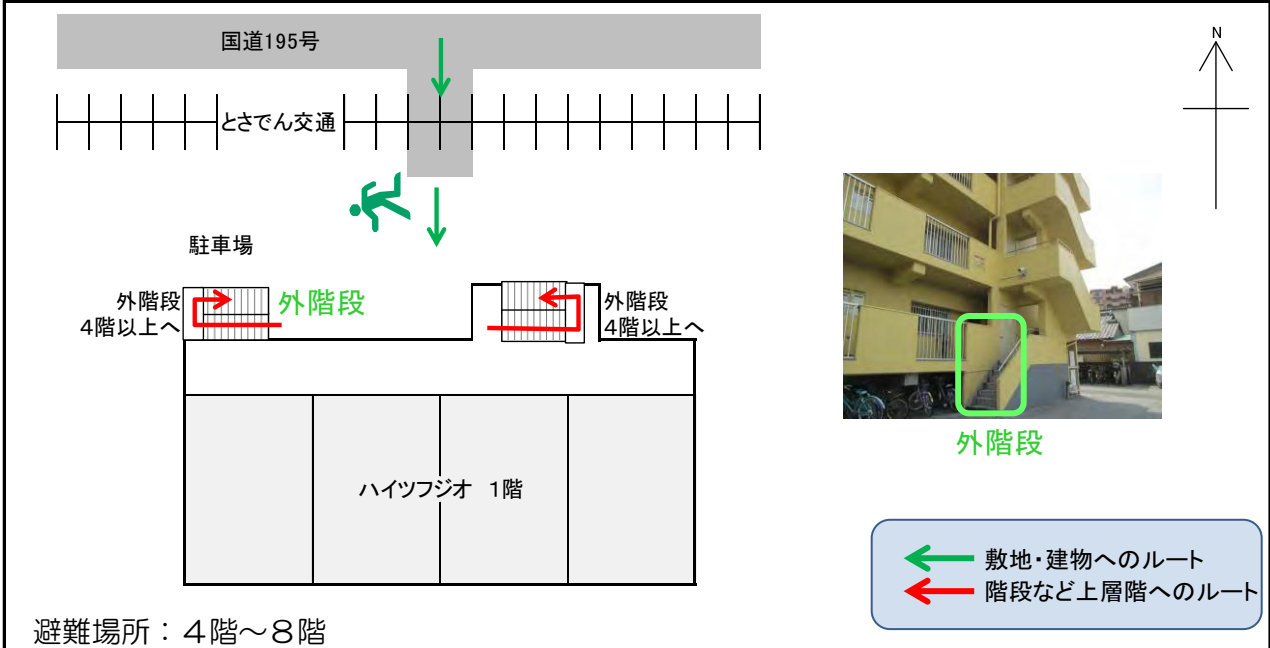 国道195号
N
とさでん交通
駐車場
外階段
4階以上へ
外階段
外階段
4階以上へ
外階段
ハイツフジオ 1階
敷地・建物へのルート
階段など上層階へのルート
避難場所：４階～８階